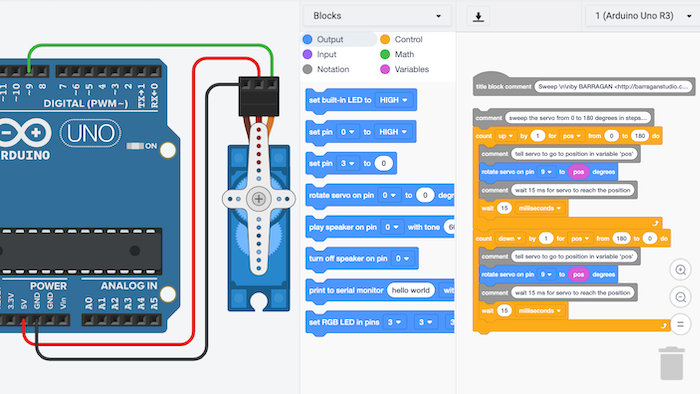 Blocks
1 (Arduino Uno R3)
Output
Control
Input
Math
Notation
Variables
set built-in LED to HIGH
set pin 0 to HIGH
set pin 3 to 0
rotate servo on pin 0 to 0 degr
play speaker on pin 0 with tone 6
turn off speaker on pin 0
print to serial monitor hello world wit
set RGB LED in pins 3 3 3
title block comment Sweep \n\nby BARRAGAN <http://barraganstudio.c...
comment sweep the servo from 0 to 180 degrees in steps...
count up by 1 for pos from 0 to 180 do
comment tell servo to go to position in variable 'pos'
rotate servo on pin 9 to pos degrees
comment wait 15 ms for servo to reach the position
wait 15 milliseconds
count down by 1 for pos from 180 to 0 do
comment tell servo to go to position in variable 'pos'
rotate servo on pin 9 to pos degrees
comment wait 15 ms for servo to reach the position
wait 15 milliseconds
~11
~10
~9
8
7
~6
~5
4
~3
2
TX→1
RX←0
DIGITAL (PWM~)
UNO
RDUINO
ON
POWER
ANALOG IN
3.3V
5V
GND
GND
Vin
A0
A1
A2
A3
A4
A5